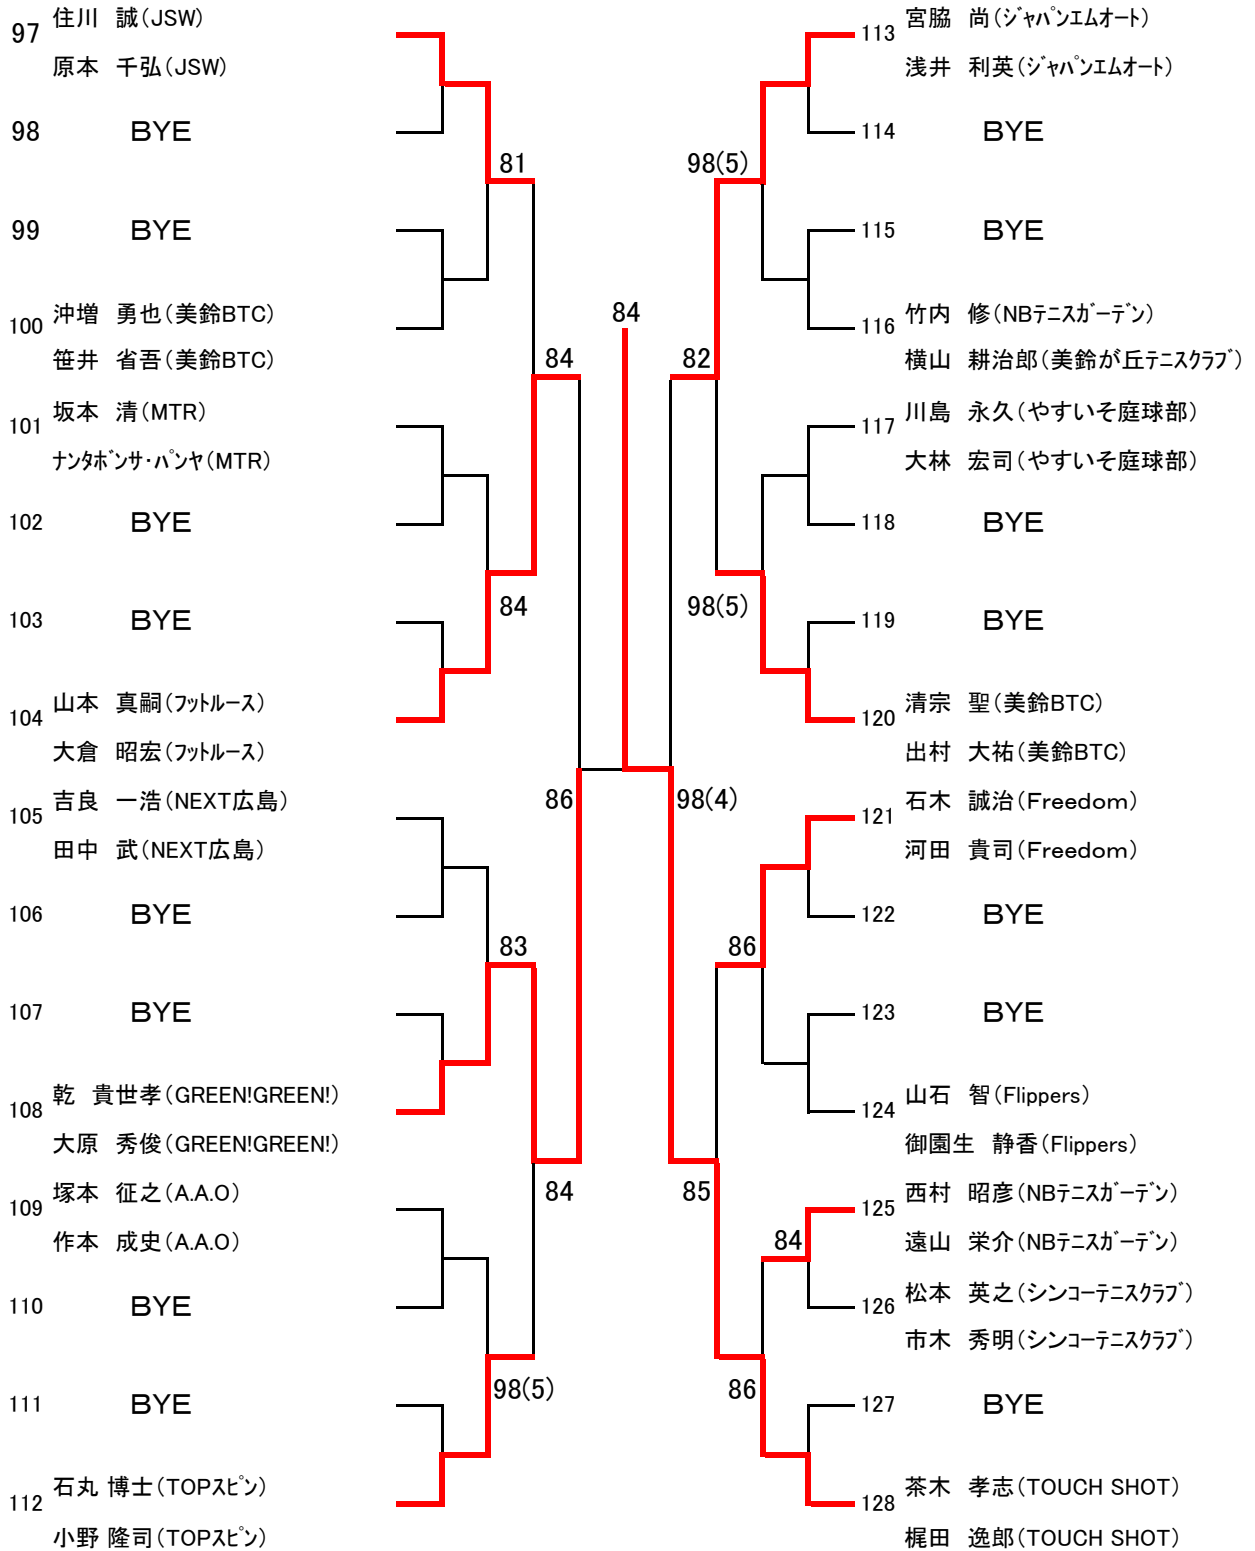 97 住川　誠(JSW)
原本　千弘(JSW)
98 BYE
81
99 BYE
100 沖増　勇也(美鈴BTC)
笹井　省吾(美鈴BTC)
84
101 坂本　清(MTR)
ﾅﾝﾀﾎﾞﾝｻ･ﾊﾟﾝﾔ(MTR)
102 BYE
84
103 BYE
104 山本　真嗣(ﾌｯﾄﾙｰｽ)
大倉　昭宏(ﾌｯﾄﾙｰｽ)
86
105 吉良　一浩(NEXT広島)
田中　武(NEXT広島)
106 BYE
83
107 BYE
108 乾　貴世孝(GREEN!GREEN!)
大原　秀俊(GREEN!GREEN!)
84
109 塚本　征之(A.A.O)
作本　成史(A.A.O)
110 BYE
98(5)
111 BYE
112 石丸 博士(TOPｽﾋﾟﾝ)
小野 隆司(TOPｽﾋﾟﾝ)
84
113 宮脇　尚(ｼﾞｬﾊﾟﾝエムオート)
浅井　利英(ｼﾞｬﾊﾟﾝエムオート)
114 BYE
98(5)
115 BYE
116 竹内　修(NBﾃﾆｽｶﾞｰﾃﾞﾝ)
横山　耕治郎(美鈴が丘ﾃﾆｽｸﾗﾌﾞ)
82
117 川島　永久(やすいそ庭球部)
大林　宏司(やすいそ庭球部)
118 BYE
98(5)
119 BYE
120 清宗　聖(美鈴BTC)
出村　大祐(美鈴BTC)
98(4)
121 石木　誠治(Freedom)
河田　貴司(Freedom)
122 BYE
86
123 BYE
124 山石　智(Flippers)
御園生　静香(Flippers)
85
125 西村　昭彦(NBﾃﾆｽｶﾞｰﾃﾞﾝ)
遠山　栄介(NBﾃﾆｽｶﾞｰﾃﾞﾝ)
84
126 松本　英之(シンコーﾃﾆｽｸﾗﾌﾞ)
市木　秀明(シンコーﾃﾆｽｸﾗﾌﾞ)
86
127 BYE
128 茶木　孝志(TOUCH SHOT)
梶田　逸郎(TOUCH SHOT)